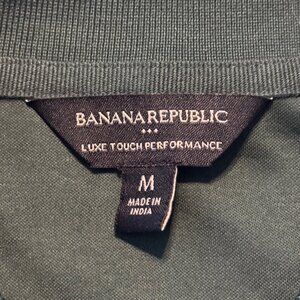 BANANA REPUBLIC
LUXE TOUCH PERFORMANCE
M
MADE IN
INDIA